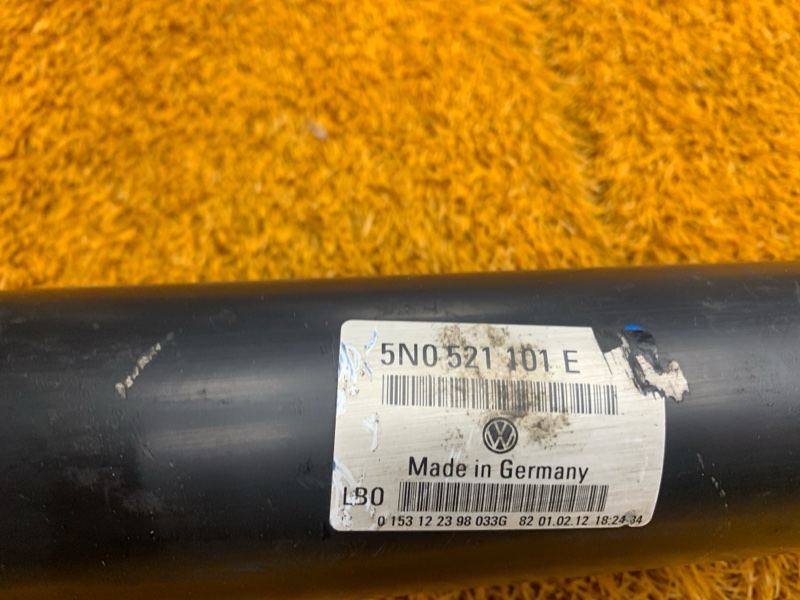 5N0 521 101 E
VW
Made in Germany
LBO
0 153 12 23 98 033G 82 01.02.12 18:24:34